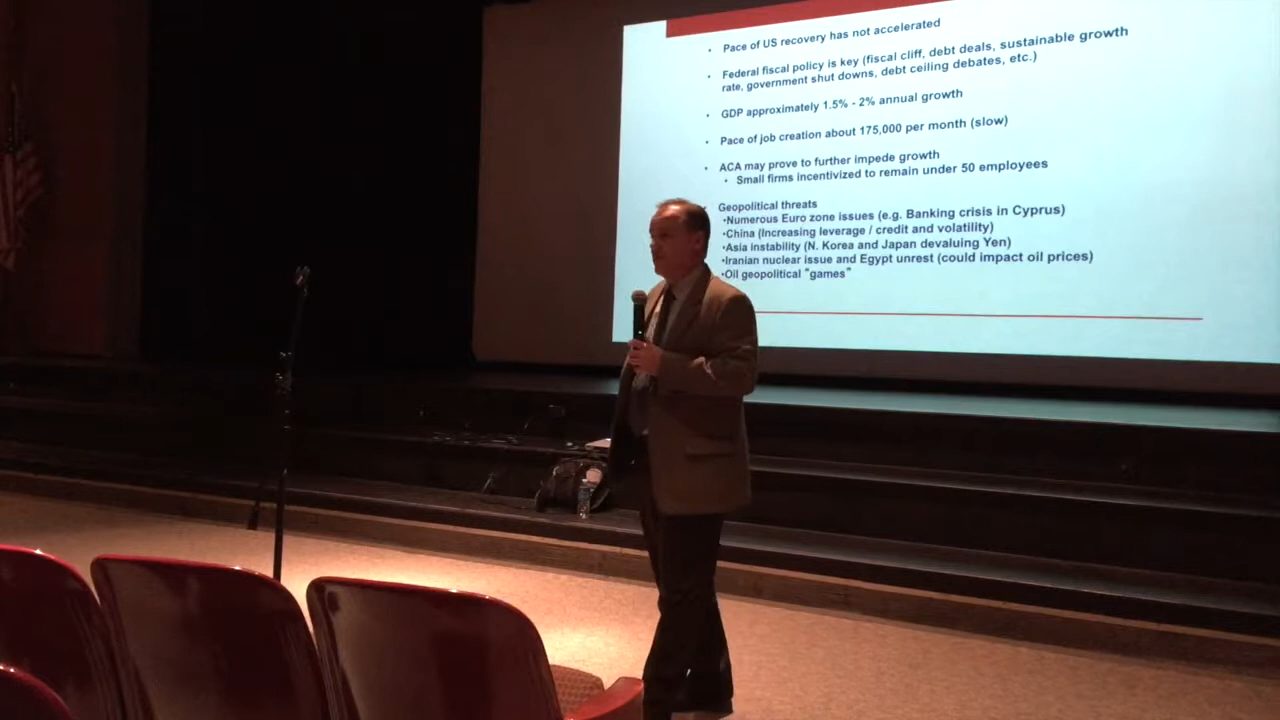 • Pace of US recovery has not accelerated
• Federal fiscal policy is key (fiscal cliff, debt deals, sustainable growth
rate, government shut downs, debt ceiling debates, etc.)
• GDP approximately 1.5% - 2% annual growth
• Pace of job creation about 175,000 per month (slow)
• ACA may prove to further impede growth
• Small firms incentivized to remain under 50 employees
Geopolitical threats
•Numerous Euro zone issues (e.g. Banking crisis in Cyprus)
•China (Increasing leverage / credit and volatility)
•Asia instability (N. Korea and Japan devaluing Yen)
•Iranian nuclear issue and Egypt unrest (could impact oil prices)
•Oil geopolitical “games”